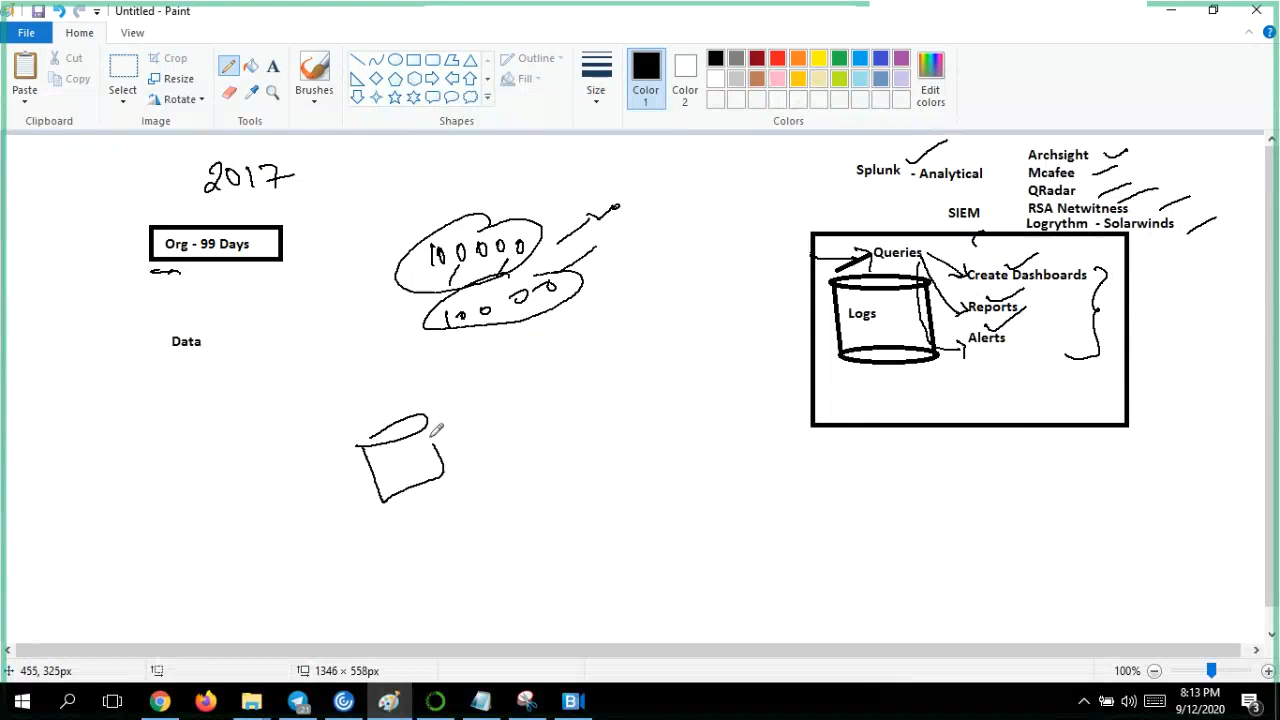 Untitled - Paint
File
Home
View
Paste
Cut
Copy
Clipboard
Select
Crop
Resize
Rotate
Image
Tools
Brushes
Outline
Fill
Shapes
Size
Color 1
Color 2
Edit colors
Colors
2017
Org - 99 Days
Data
100000
10000
Splunk - Analytical
Archsight
Mcafee
QRadar
RSA Netwitness
Logrythm - Solarwinds
SIEM
Queries
Create Dashboards
Logs
Reports
Alerts
455, 325px
1346 × 558px
100%
8:13 PM
9/12/2020
3